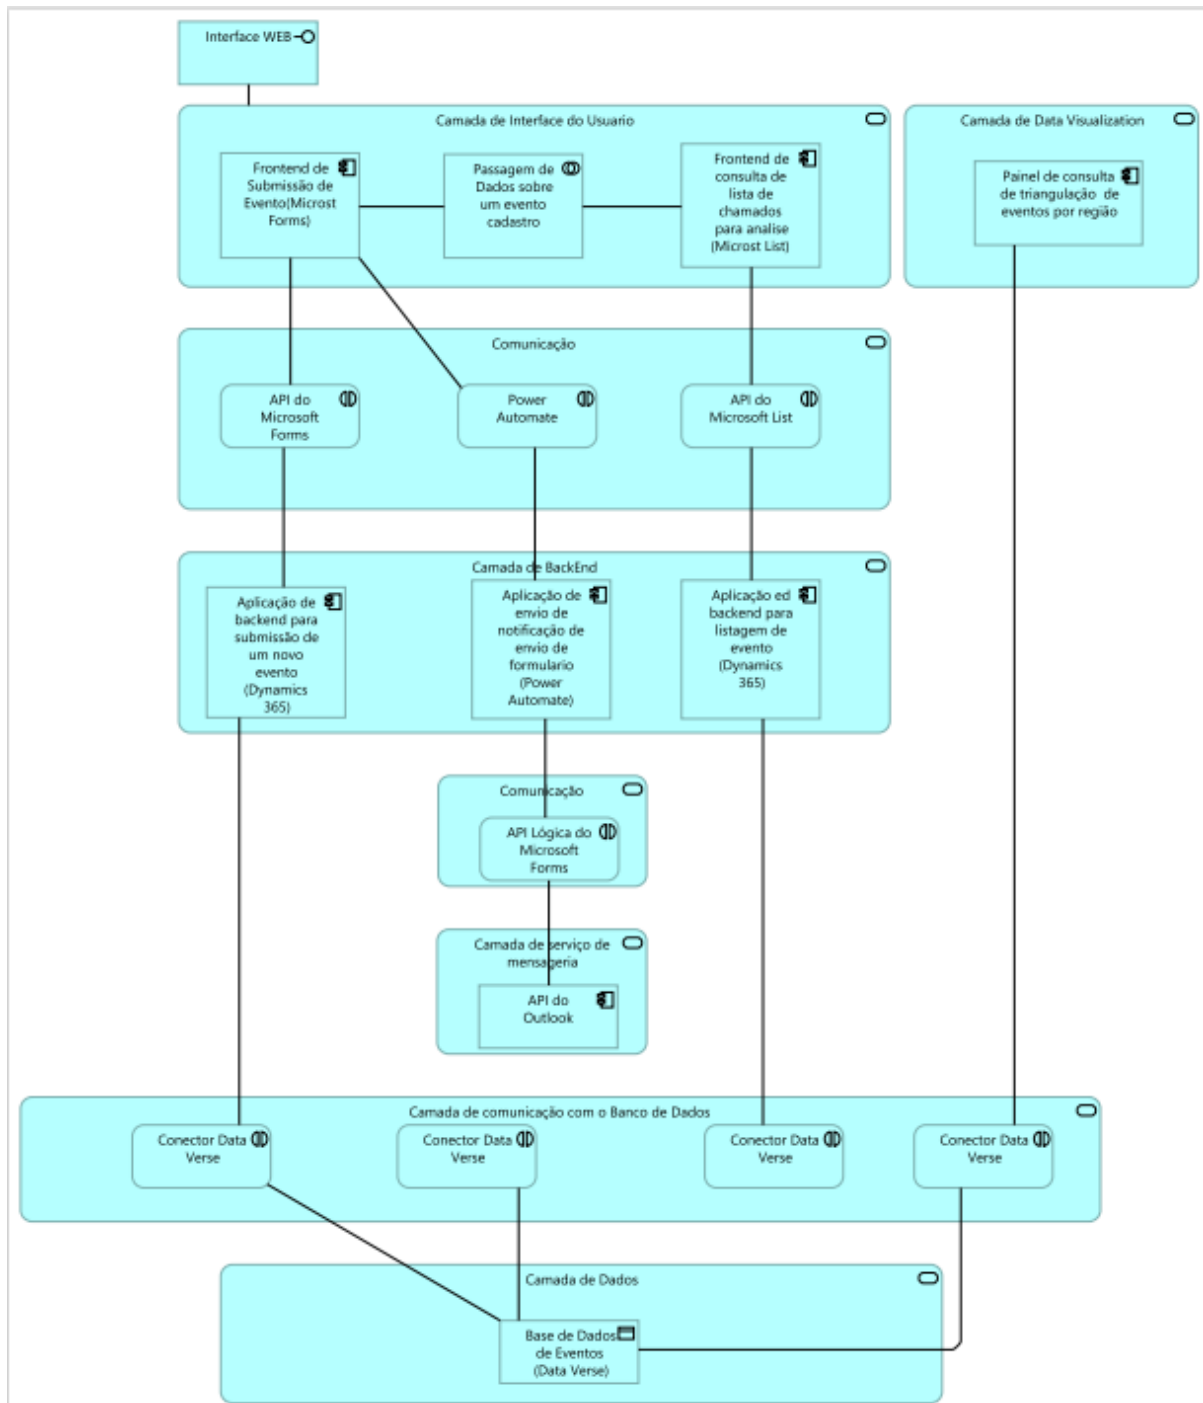 Interface WEB
Camada de Interface do Usuario
Camada de Data Visualization
Frontend de
Submissão de
Evento(Microst
Forms)
Passagem de
Dados sobre
um evento
cadastro
Frontend de
consulta de
lista de
chamados
para analise
(Microst List)
Painel de consulta
de triangulação de
eventos por região
Comunicação
API do
Microsoft
Forms
Power
Automate
API do
Microsoft List
Camada de BackEnd
Aplicação de
backend para
submissão de
um novo
evento
(Dynamics
365)
Aplicação de
envio de
notificação de
envio de
formulario
(Power
Automate)
Aplicação ed
backend para
listagem de
evento
(Dynamics
365)
Comunicação
API Lógica do
Microsoft
Forms
Camada de serviço de
mensageria
API do
Outlook
Camada de comunicação com o Banco de Dados
Conector Data
Verse
Conector Data
Verse
Conector Data
Verse
Conector Data
Verse
Camada de Dados
Base de Dados
de Eventos
(Data Verse)